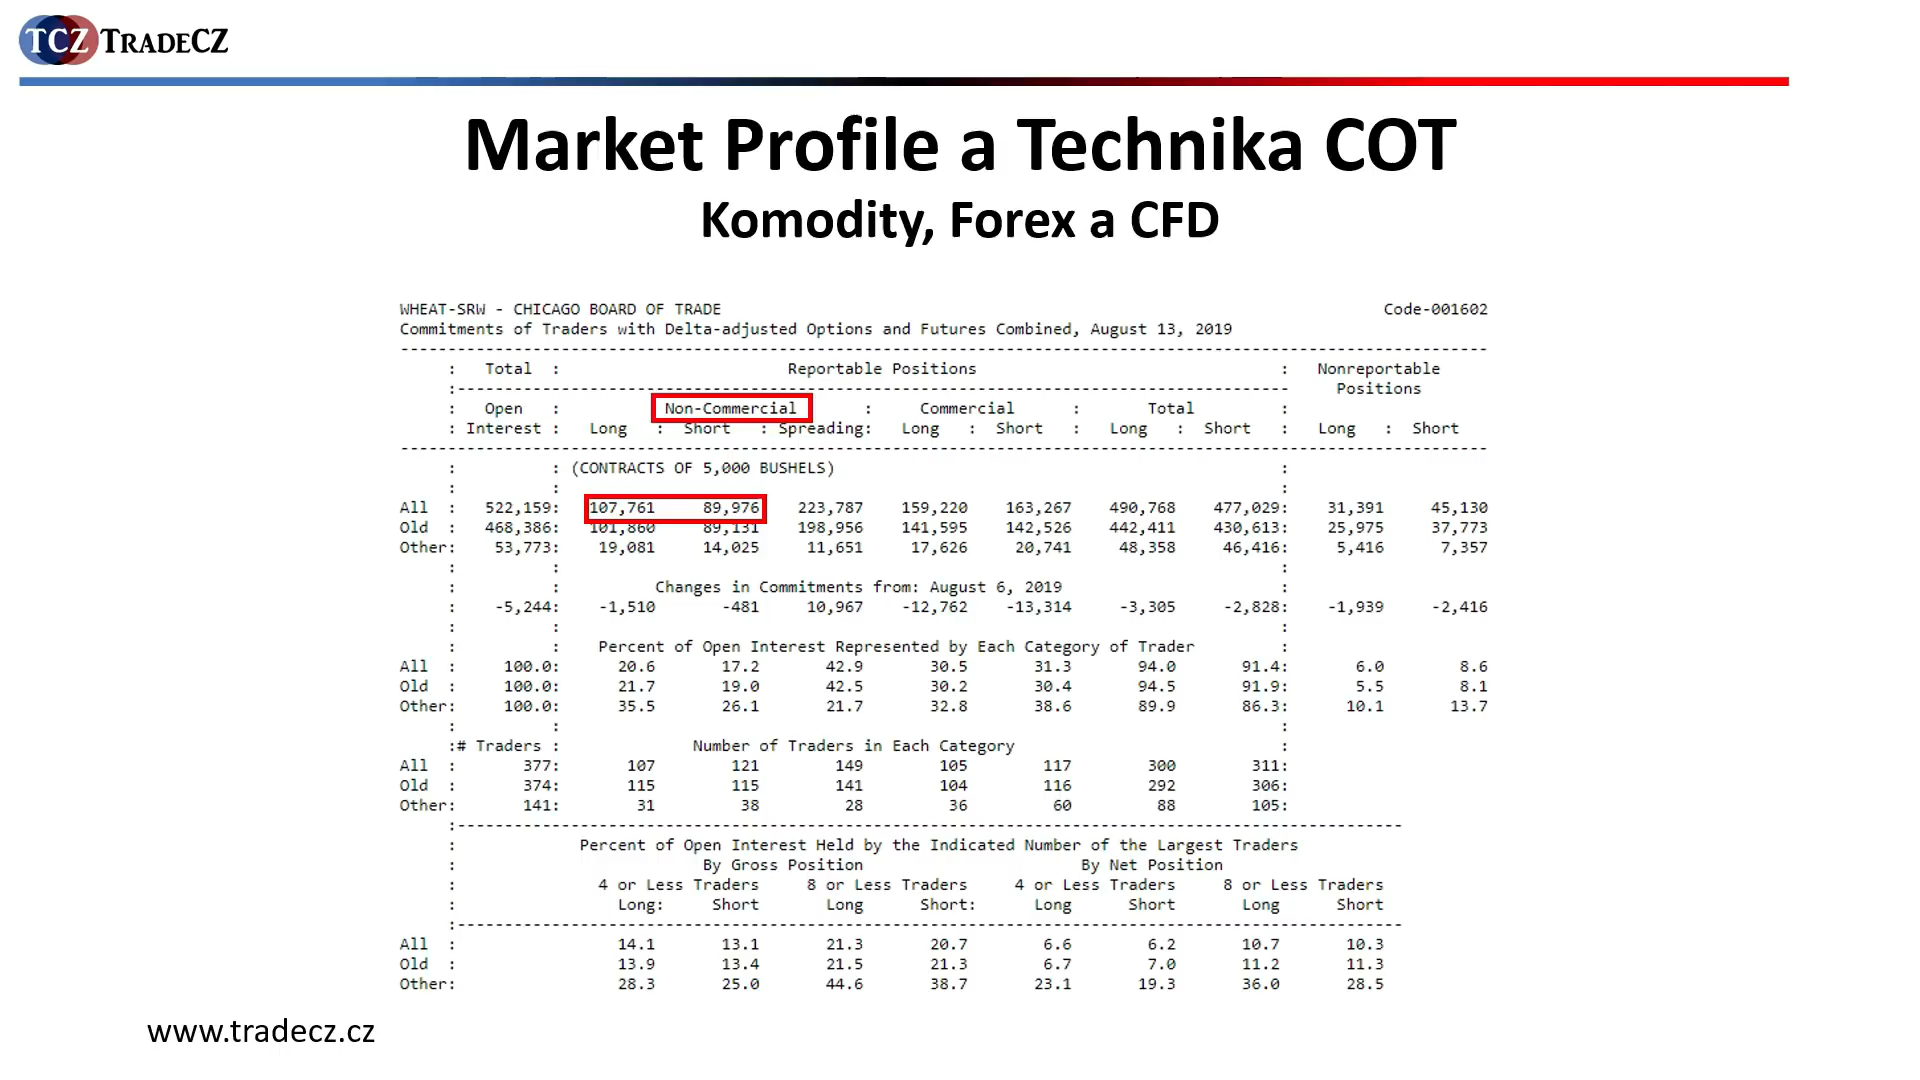 TCZ TRADECZ
Market Profile a Technika COT
Komodity, Forex a CFD
WHEAT-SRW - CHICAGO BOARD OF TRADE Code-001602
Commitments of Traders with Delta-adjusted Options and Futures Combined, August 13, 2019
: Total : Reportable Positions : Nonreportable
Positions
: Open : Non-Commercial : Commercial : Total :
: Interest : Long : Short : Spreading: Long : Short : Long : Short : Long : Short
: : (CONTRACTS OF 5,000 BUSHELS) :
All : 522,159: 107,761 89,976 223,787 159,220 163,267 490,768 477,029: 31,391 45,130
Old : 468,386: 101,860 89,131 198,956 141,595 142,526 442,411 430,613: 25,975 37,773
Other: 53,773: 19,081 14,025 11,651 17,626 20,741 48,358 46,416: 5,416 7,357
: : Changes in Commitments from: August 6, 2019 :
: -5,244: -1,510 -481 10,967 -12,762 -13,314 -3,305 -2,828: -1,939 -2,416
: : Percent of Open Interest Represented by Each Category of Trader :
All : 100.0: 20.6 17.2 42.9 30.5 31.3 94.0 91.4: 6.0 8.6
Old : 100.0: 21.7 19.0 42.5 30.2 30.4 94.5 91.9: 5.5 8.1
Other: 100.0: 35.5 26.1 21.7 32.8 38.6 89.9 86.3: 10.1 13.7
:# Traders : Number of Traders in Each Category :
All : 377: 107 121 149 105 117 300 311:
Old : 374: 115 115 141 104 116 292 306:
Other: 141: 31 38 28 36 60 88 105:
: Percent of Open Interest Held by the Indicated Number of the Largest Traders
: By Gross Position By Net Position
: 4 or Less Traders 8 or Less Traders 4 or Less Traders 8 or Less Traders
: Long: Short Long Short: Long Short Long Short
All : 14.1 13.1 21.3 20.7 6.6 6.2 10.7 10.3
Old : 13.9 13.4 21.5 21.3 6.7 7.0 11.2 11.3
Other: 28.3 25.0 44.6 38.7 23.1 19.3 36.0 28.5
www.tradecz.cz